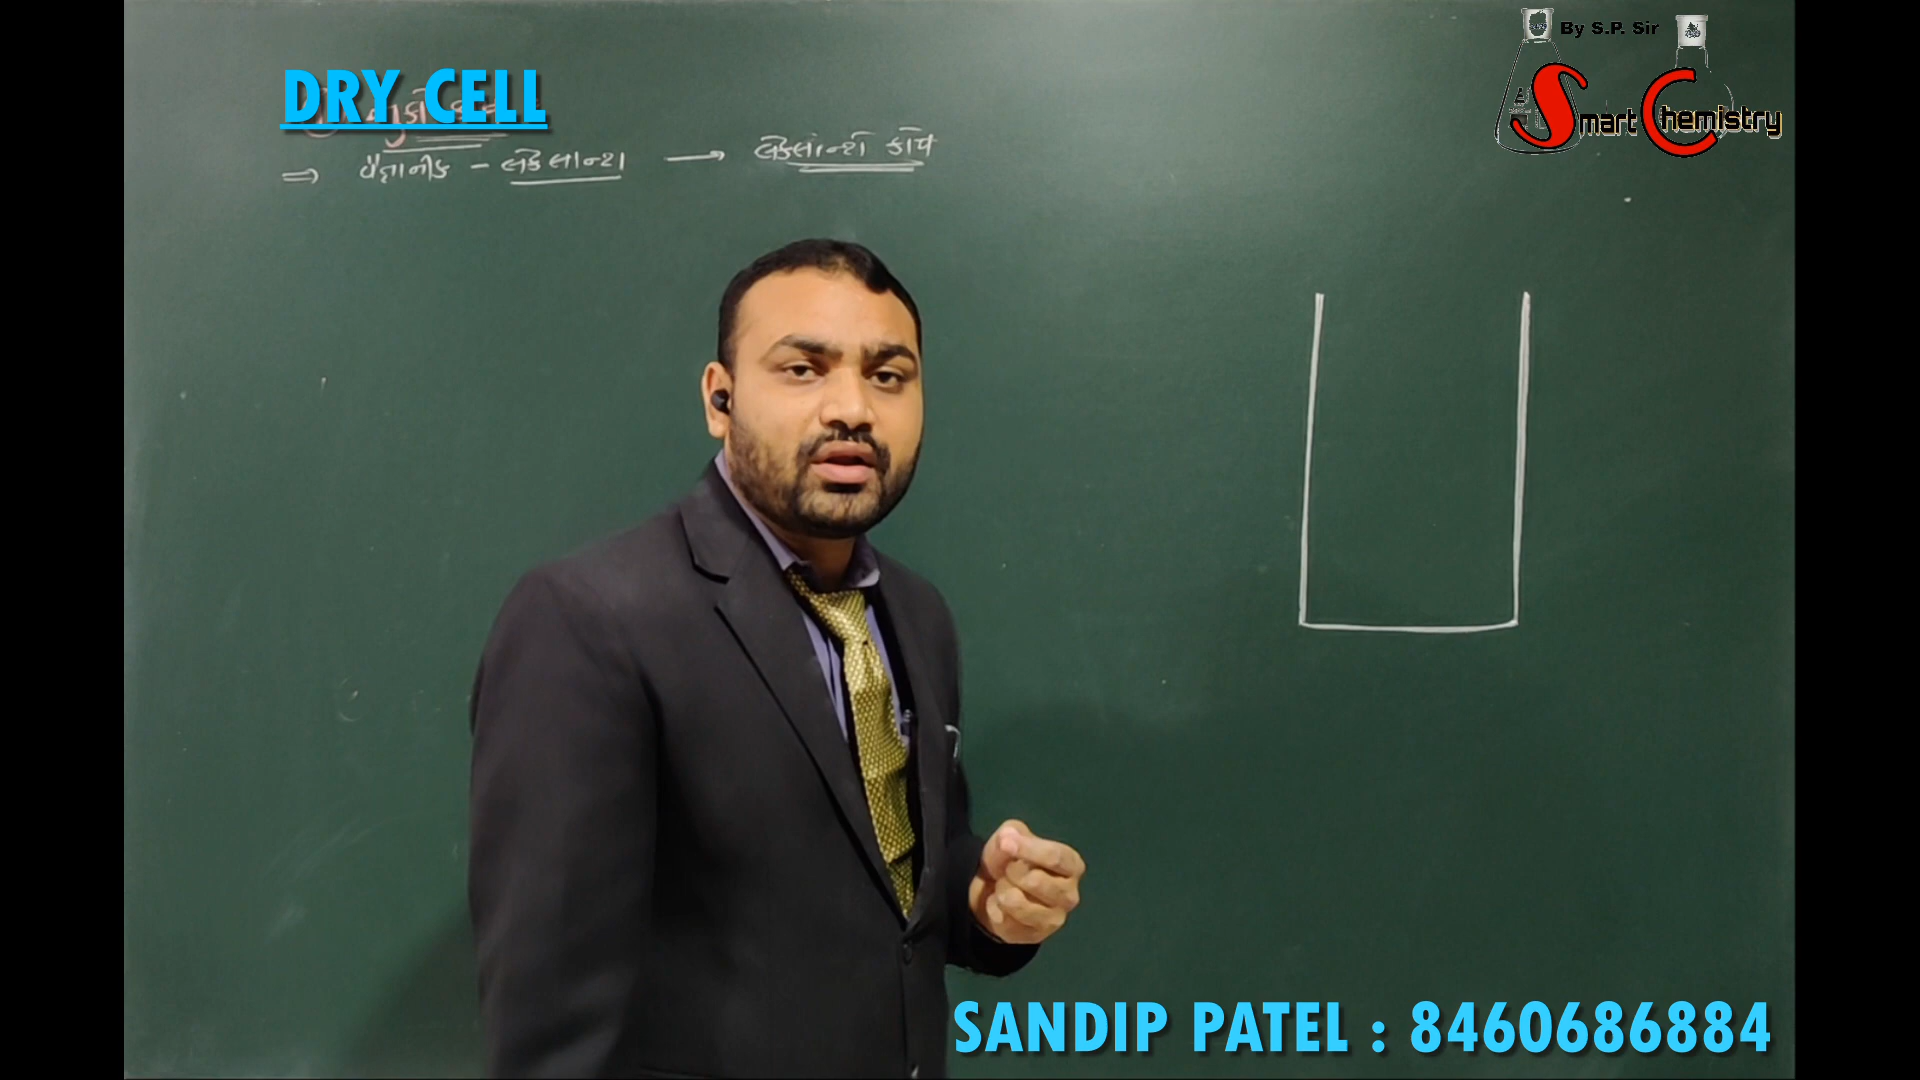 By S.P. Sir
Smart Chemistry
DRY CELL
⇒ વૈજ્ઞાનીક - લેકલાન્શ → લેકલાન્શ કોષ
SANDIP PATEL : 8460686884